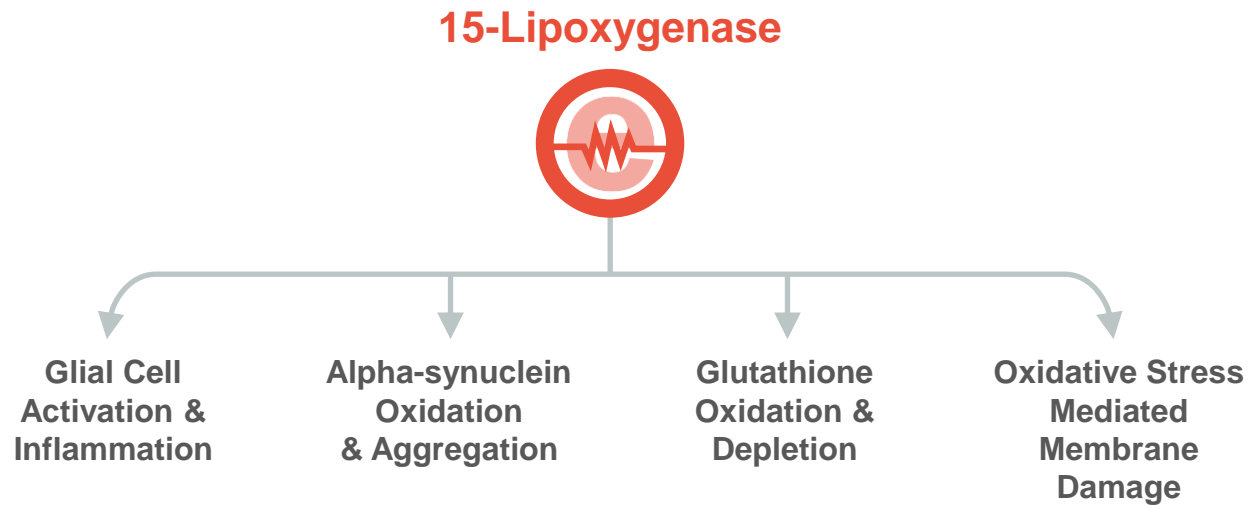 15-Lipoxygenase
Glial Cell
Activation &
Inflammation
Alpha-synuclein
Oxidation
& Aggregation
Glutathione
Oxidation &
Depletion
Oxidative Stress
Mediated
Membrane
Damage